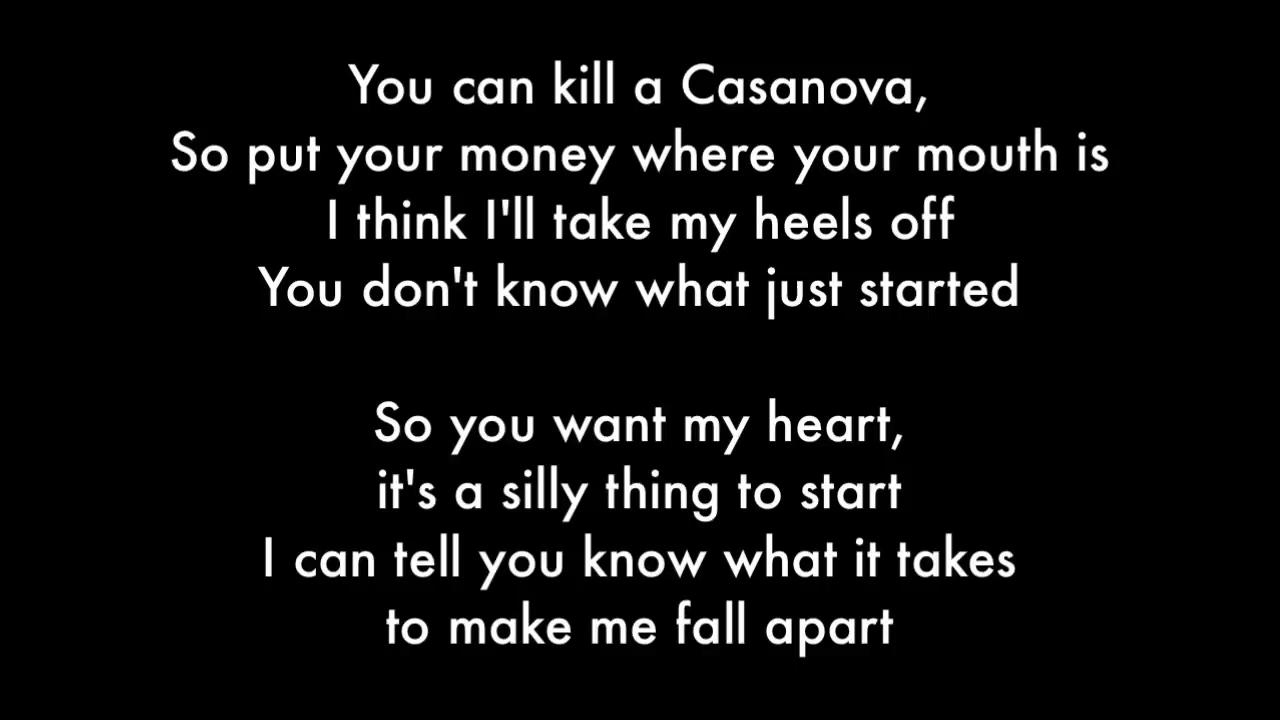 You can kill a Casanova,
So put your money where your mouth is
I think I'll take my heels off
You don't know what just started
So you want my heart,
it's a silly thing to start
I can tell you know what it takes
to make me fall apart